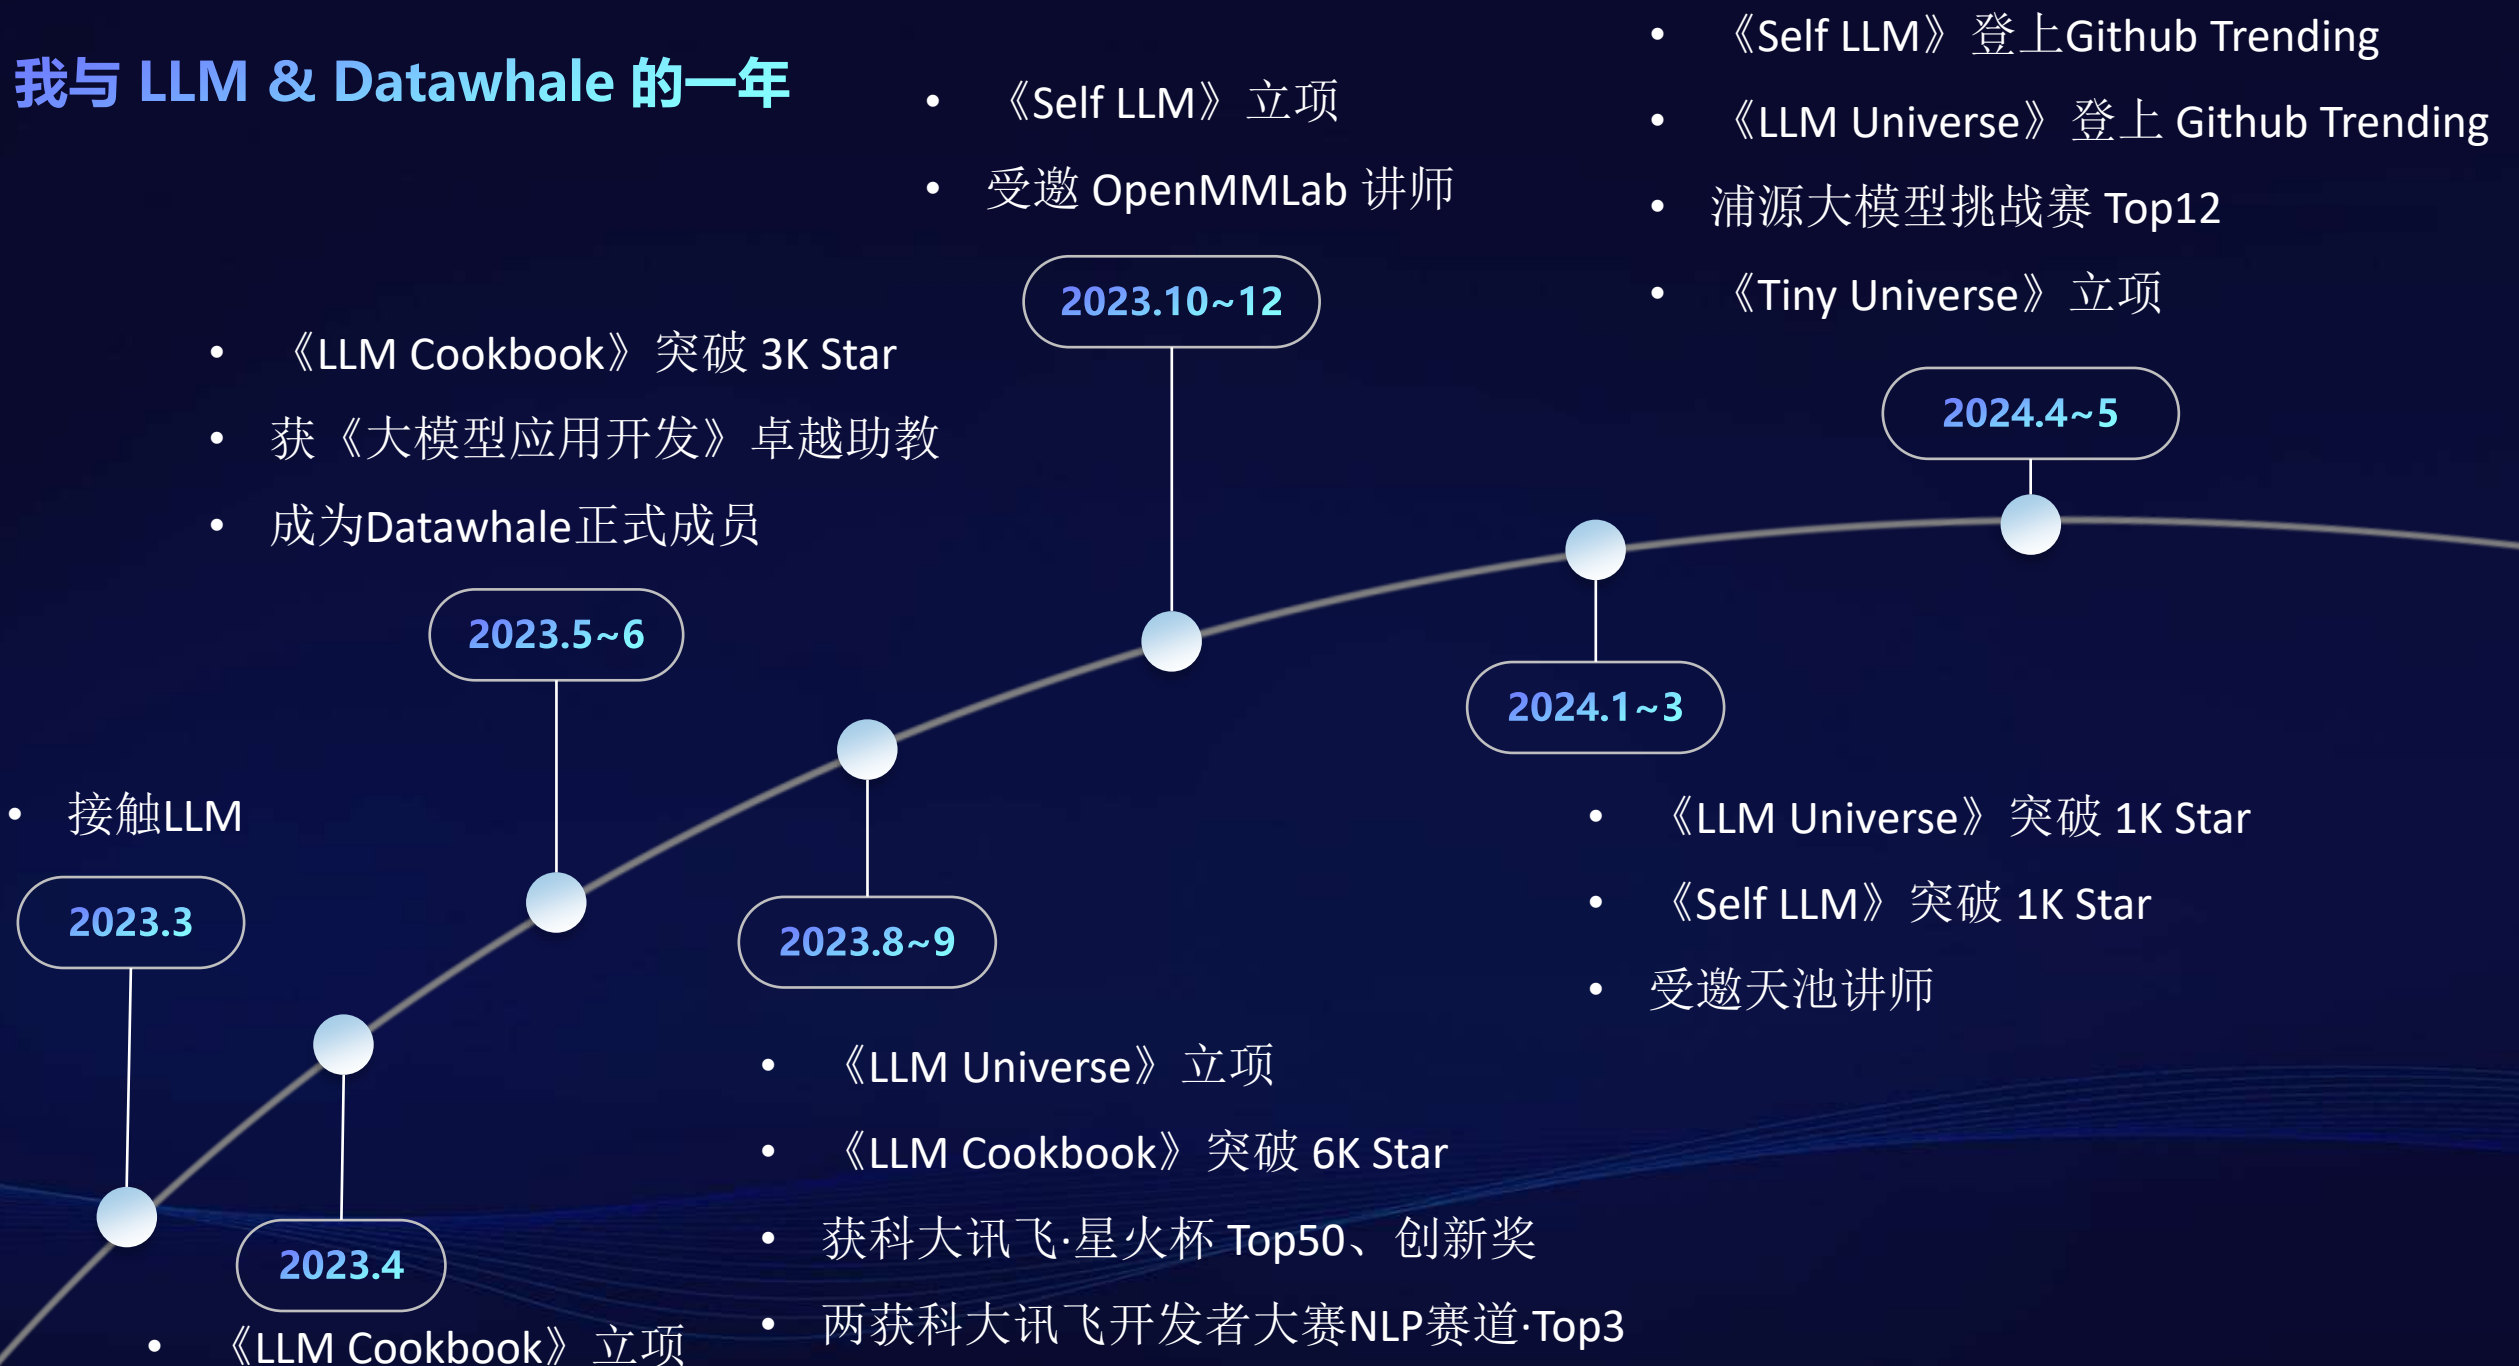 我与 LLM & Datawhale 的一年
接触LLM
2023.3
2023.4
《LLM Cookbook》立项
《LLM Cookbook》突破 3K Star
获《大模型应用开发》卓越助教
成为Datawhale正式成员
2023.5~6
2023.8~9
《LLM Universe》立项
《LLM Cookbook》突破 6K Star
获科大讯飞·星火杯 Top50、创新奖
两获科大讯飞开发者大赛NLP赛道·Top3
《Self LLM》立项
受邀 OpenMMLab 讲师
2023.10~12
2024.1~3
《LLM Universe》突破 1K Star
《Self LLM》突破 1K Star
受邀天池讲师
《Self LLM》登上Github Trending
《LLM Universe》登上 Github Trending
浦源大模型挑战赛 Top12
《Tiny Universe》立项
2024.4~5